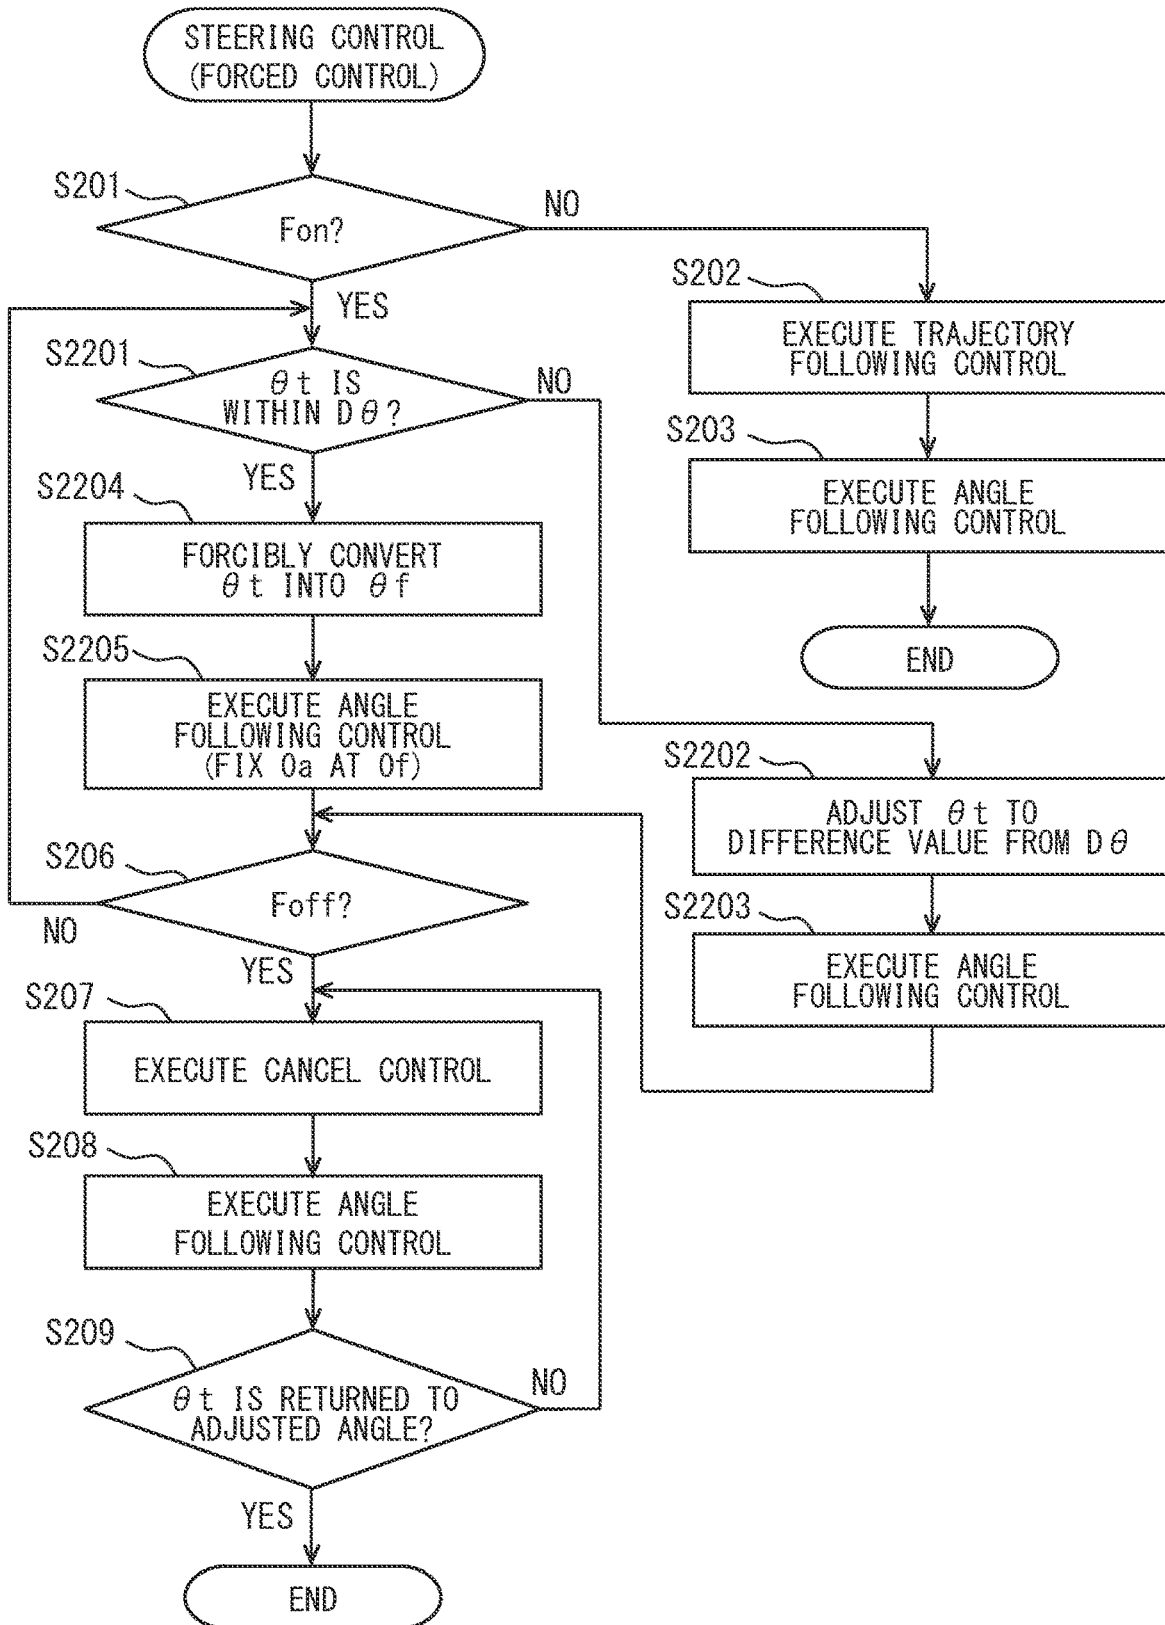 STEERING CONTROL
(FORCED CONTROL)
S201
Fon?
NO
YES
S202
EXECUTE TRAJECTORY
FOLLOWING CONTROL
S203
EXECUTE ANGLE
FOLLOWING CONTROL
END
S2201
θt IS
WITHIN Dθ?
NO
YES
S2204
FORCIBLY CONVERT
θt INTO θf
S2205
EXECUTE ANGLE
FOLLOWING CONTROL
(FIX 0a AT 0f)
S2202
ADJUST θt TO
DIFFERENCE VALUE FROM Dθ
S2203
EXECUTE ANGLE
FOLLOWING CONTROL
S206
Foff?
NO
YES
S207
EXECUTE CANCEL CONTROL
S208
EXECUTE ANGLE
FOLLOWING CONTROL
S209
θt IS RETURNED TO
ADJUSTED ANGLE?
NO
YES
END